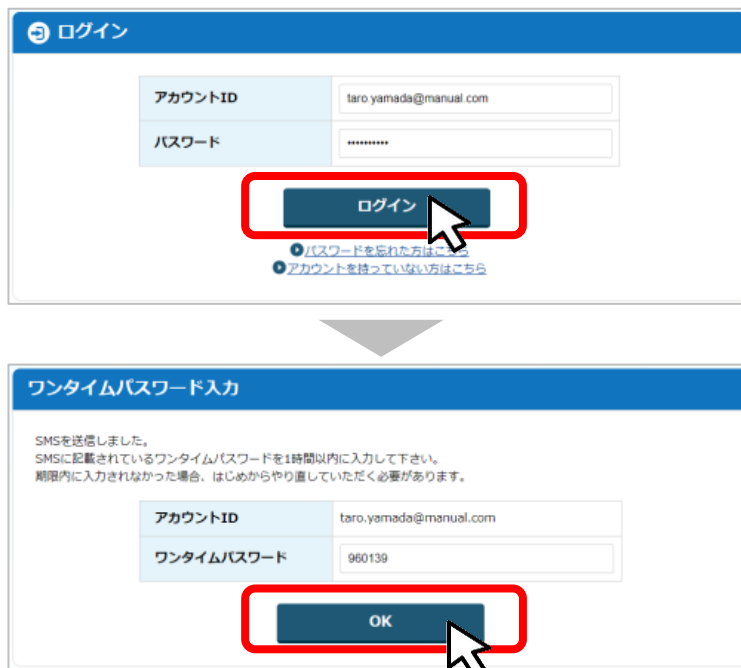 ログイン
アカウントID
taro.yamada@manual.com
パスワード
••••••••••
ログイン
パスワードを忘れた方はこちら
アカウントを持っていない方はこちら
ワンタイムパスワード入力
SMSを送信しました。
SMSに記載されているワンタイムパスワードを1時間以内に入力して下さい。
期限内に入力されなかった場合、はじめからやり直していただく必要があります。
アカウントID
taro.yamada@manual.com
ワンタイムパスワード
960139
OK